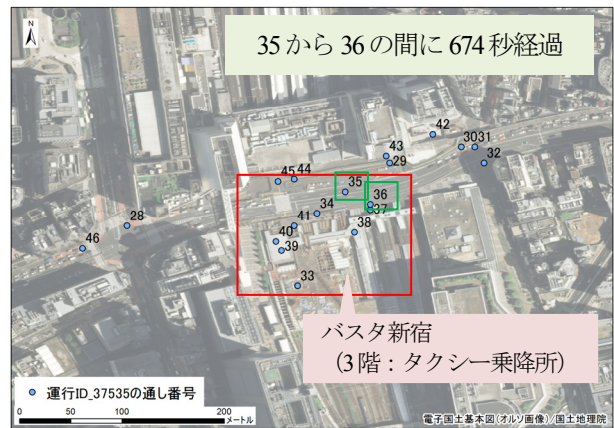 N
35から36の間に674秒経過
42
43
30 31
29
32
45 44
35
36
34
37
28
41
38
40
46
39
33
バスタ新宿
（3階：タクシー乗降所）
運行ID_37535の通し番号
0 50 100 200
メートル
電子国土基本図(オルソ画像)/国土地理院